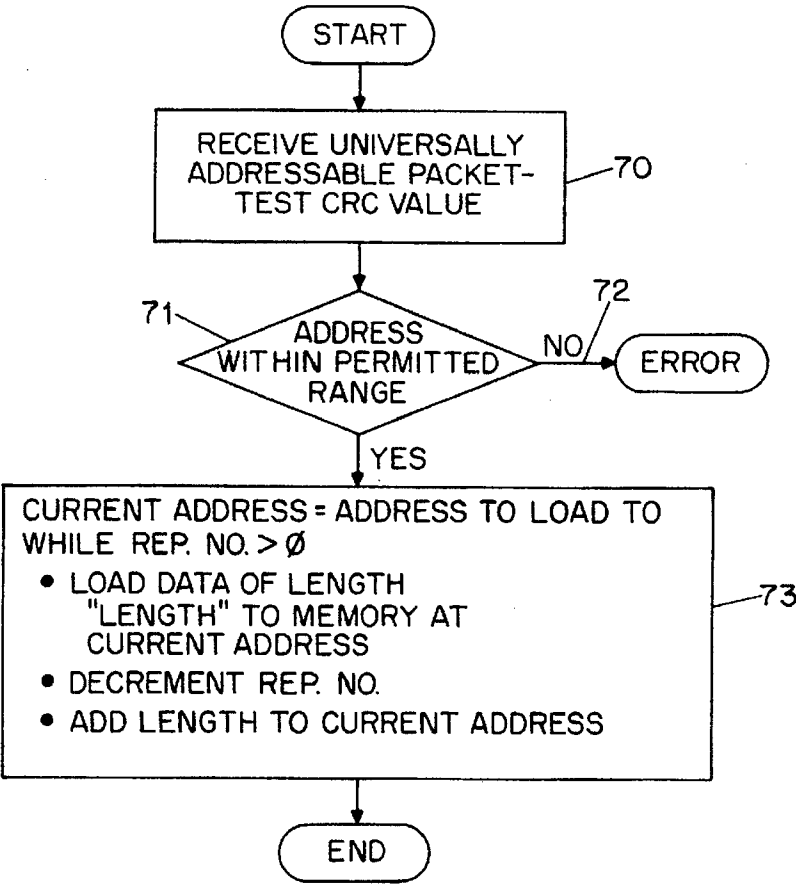 START
RECEIVE UNIVERSALLY
ADDRESSABLE PACKET-
TEST CRC VALUE
70
71
ADDRESS
WITHIN PERMITTED
RANGE
NO
72
ERROR
YES
CURRENT ADDRESS = ADDRESS TO LOAD TO
WHILE REP. NO. > Ø
• LOAD DATA OF LENGTH
"LENGTH" TO MEMORY AT
CURRENT ADDRESS
• DECREMENT REP. NO.
• ADD LENGTH TO CURRENT ADDRESS
73
END